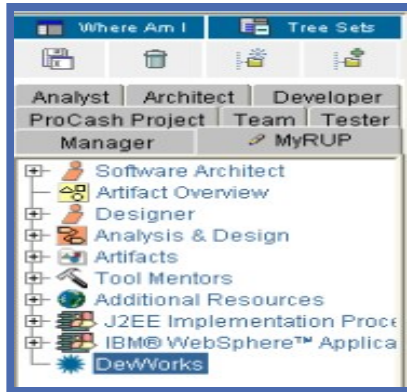 Where Am I Tree Sets
Analyst Architect Developer
ProCash Project Team Tester
Manager MyRUP
Software Architect
Artifact Overview
Designer
Analysis & Design
Artifacts
Tool Mentors
Additional Resources
J2EE Implementation Proce
IBM® WebSphere™ Applica
DevWorks